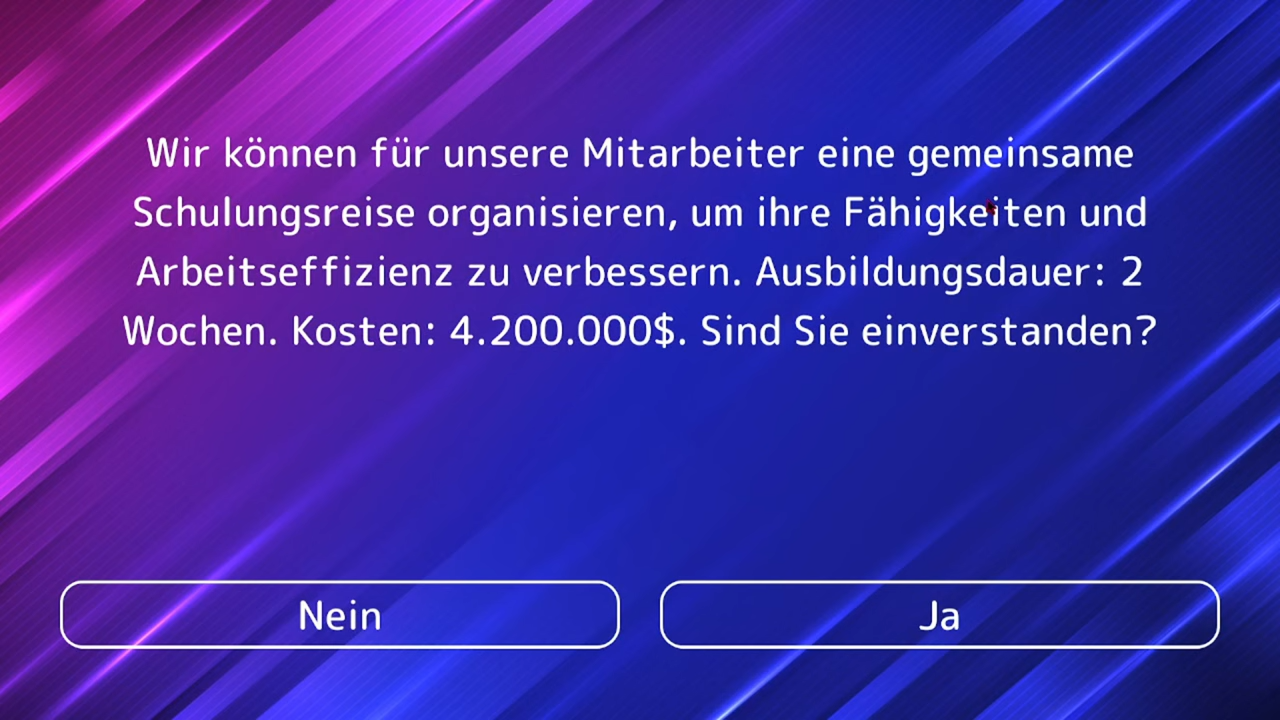 Wir können für unsere Mitarbeiter eine gemeinsame
Schulungsreise organisieren, um ihre Fähigkeiten und
Arbeitseffizienz zu verbessern. Ausbildungsdauer: 2
Wochen. Kosten: 4.200.000$. Sind Sie einverstanden?
Nein
Ja